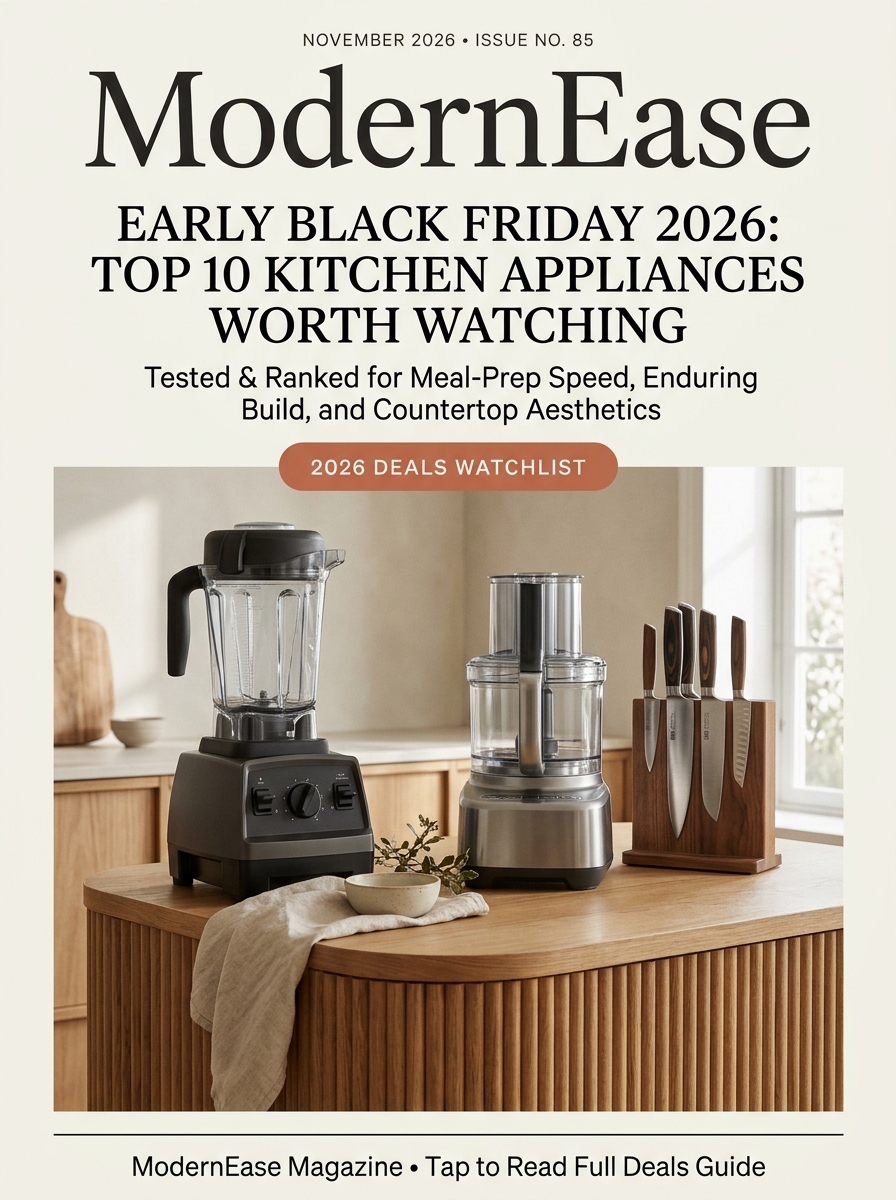 NOVEMBER 2026 • ISSUE NO. 85
ModernEase
EARLY BLACK FRIDAY 2026:
TOP 10 KITCHEN APPLIANCES
WORTH WATCHING
Tested & Ranked for Meal-Prep Speed, Enduring
Build, and Countertop Aesthetics
2026 DEALS WATCHLIST
ModernEase Magazine • Tap to Read Full Deals Guide